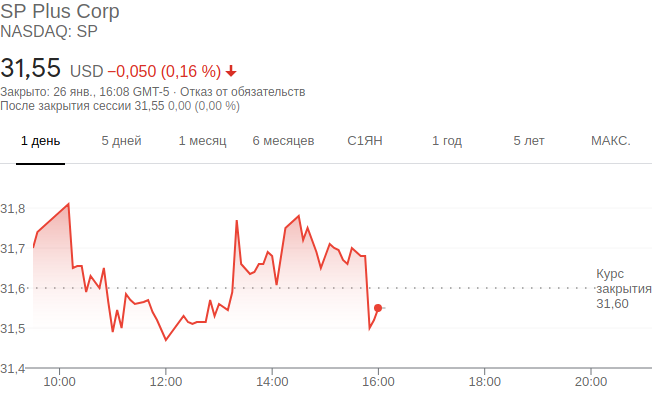 SP Plus Corp
NASDAQ: SP
31,55 USD −0,050 (0,16 %)
Закрыто: 26 янв., 16:08 GMT-5 · Отказ от обязательств
После закрытия сессии 31,55 0,00 (0,00 %)
1 день 5 дней 1 месяц 6 месяцев С1ЯН 1 год 5 лет МАКС.
31,8
31,7
31,6
31,5
31,4
Курс
закрытия
31,60
10:00 12:00 14:00 16:00 18:00 20:00